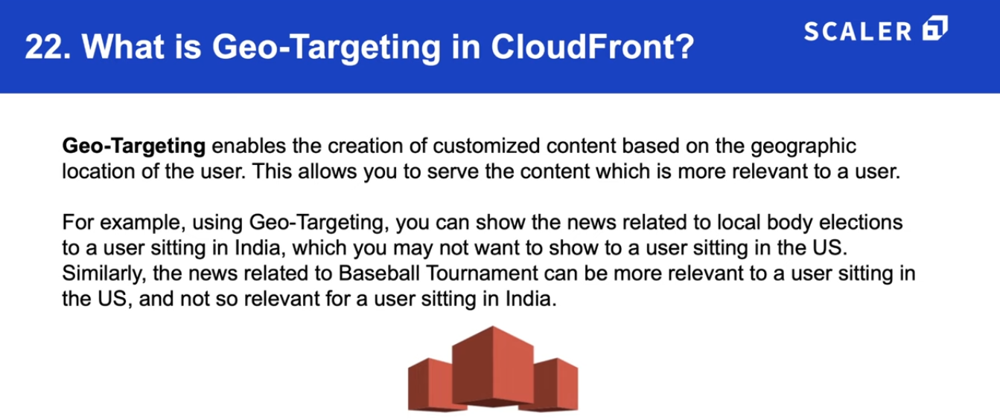 22. What is Geo-Targeting in CloudFront?
SCALER
Geo-Targeting enables the creation of customized content based on the geographic
location of the user. This allows you to serve the content which is more relevant to a user.
For example, using Geo-Targeting, you can show the news related to local body elections
to a user sitting in India, which you may not want to show to a user sitting in the US.
Similarly, the news related to Baseball Tournament can be more relevant to a user sitting in
the US, and not so relevant for a user sitting in India.